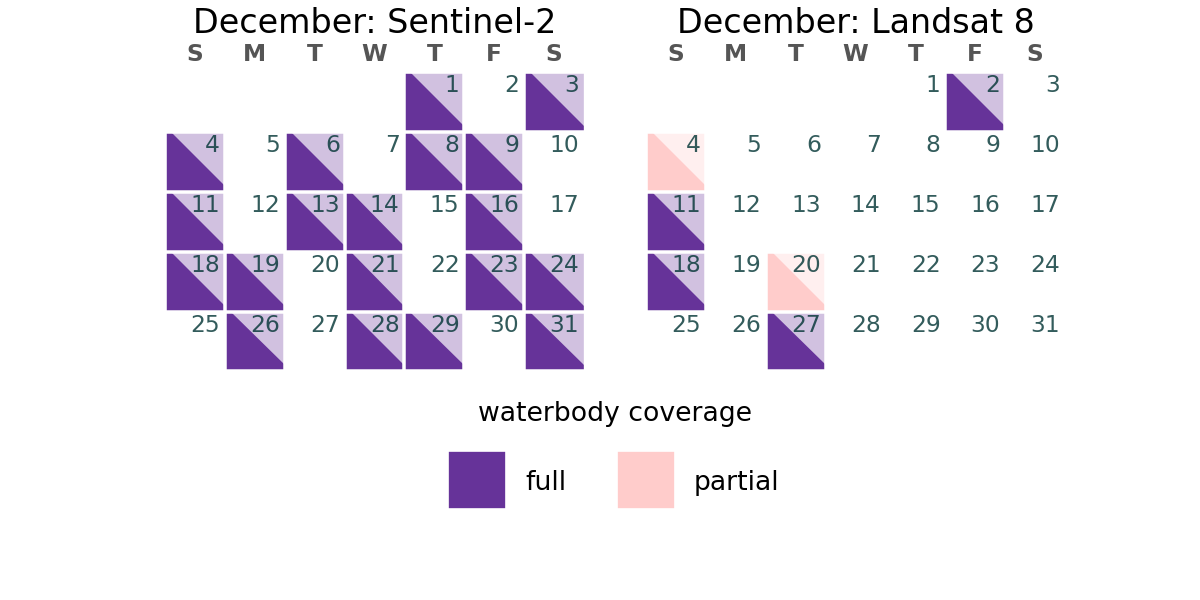 December: Sentinel-2
S M T W T F S
1 2 3
4 5 6 7 8 9 10
11 12 13 14 15 16 17
18 19 20 21 22 23 24
25 26 27 28 29 30 31
December: Landsat 8
S M T W T F S
1 2 3
4 5 6 7 8 9 10
11 12 13 14 15 16 17
18 19 20 21 22 23 24
25 26 27 28 29 30 31
waterbody coverage
full partial